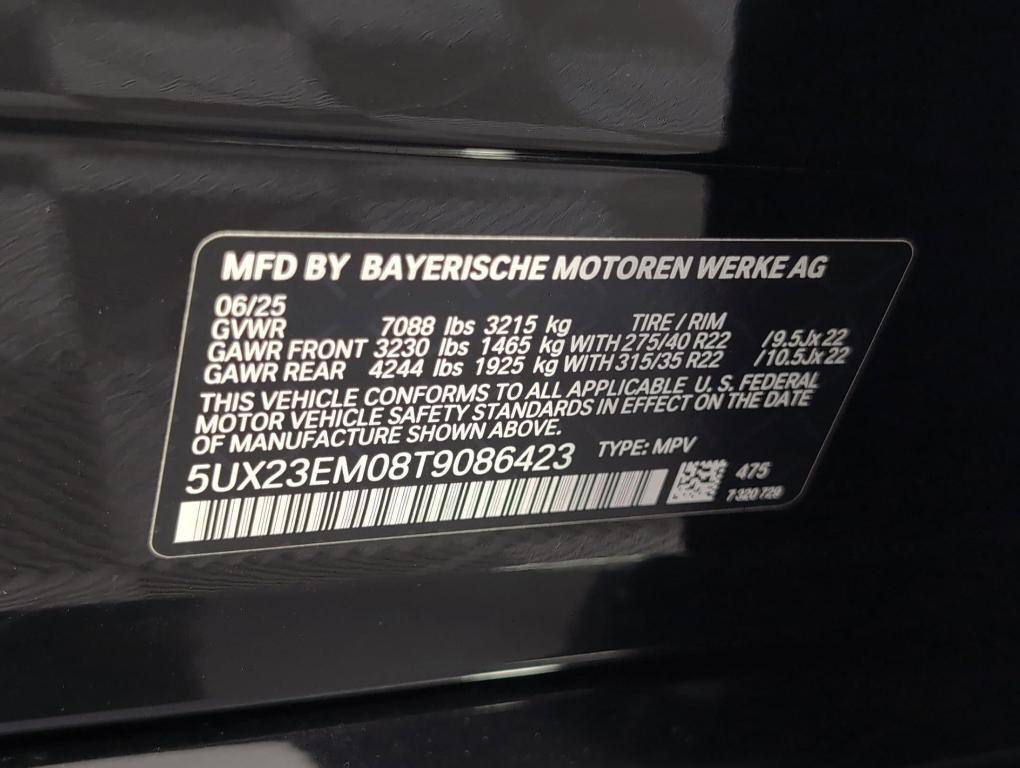 MFD BY BAYERISCHE MOTOREN WERKE AG
06/25
GVWR 7088 lbs 3215 kg TIRE / RIM
GAWR FRONT 3230 lbs 1465 kg WITH 275/40 R22 /9.5Jx22
GAWR REAR 4244 lbs 1925 kg WITH 315/35 R22 /10.5Jx22
THIS VEHICLE CONFORMS TO ALL APPLICABLE U. S. FEDERAL
MOTOR VEHICLE SAFETY STANDARDS IN EFFECT ON THE DATE
OF MANUFACTURE SHOWN ABOVE.
5UX23EM08T9086423 TYPE: MPV
475
7 320 729